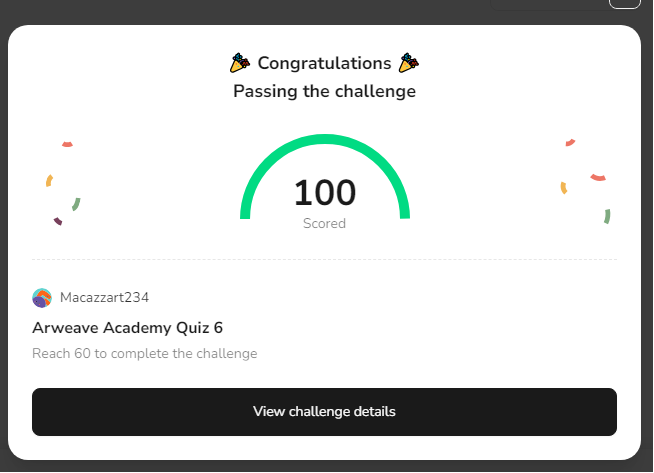 🎉 Congratulations 🎉
Passing the challenge
100
Scored
Macazzart234
Arweave Academy Quiz 6
Reach 60 to complete the challenge
View challenge details